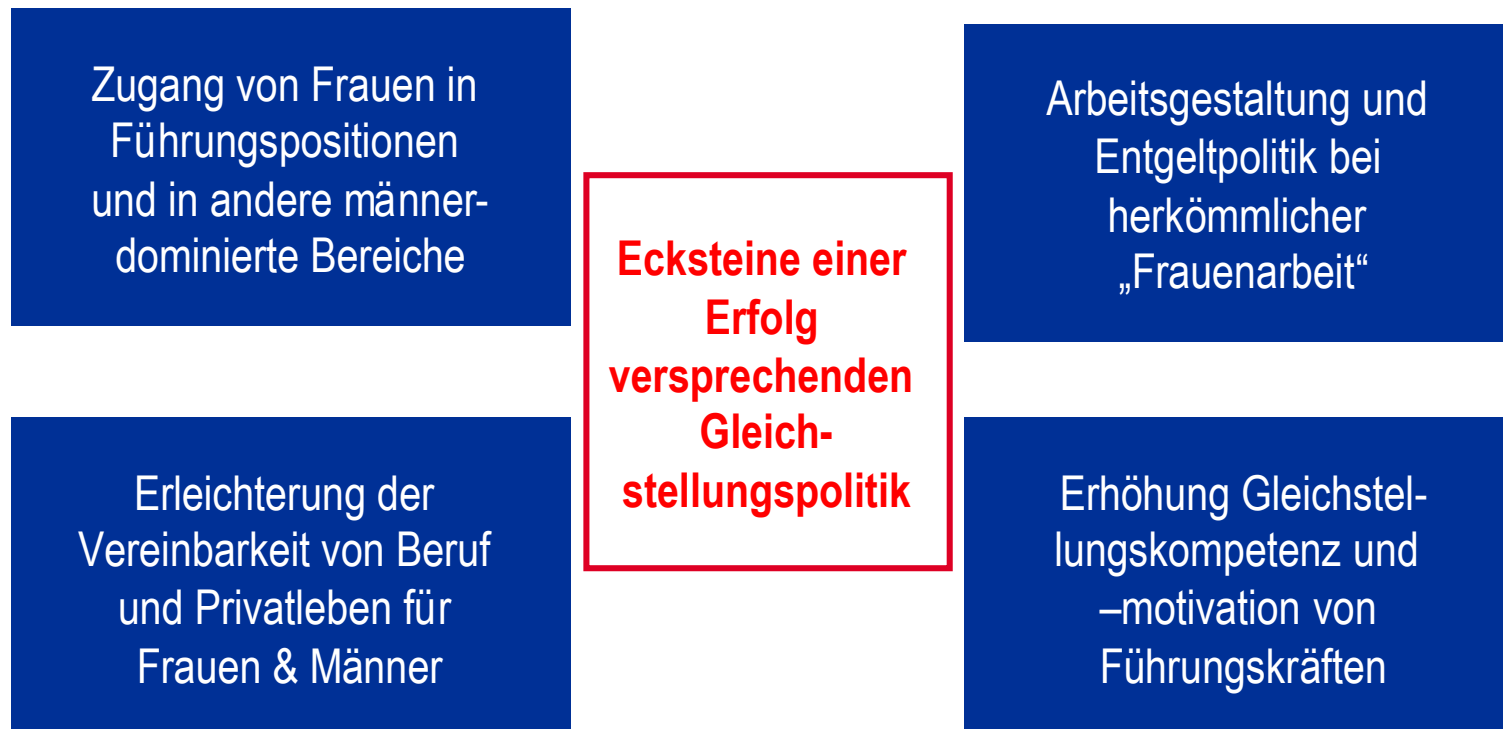 Zugang von Frauen in
Führungspositionen
und in andere männer-
dominierte Bereiche
Arbeitsgestaltung und
Entgeltpolitik bei
herkömmlicher
„Frauenarbeit“
Ecksteine einer
Erfolg
versprechenden
Gleich-
stellungspolitik
Erleichterung der
Vereinbarkeit von Beruf
und Privatleben für
Frauen & Männer
Erhöhung Gleichstel-
lungskompetenz und
–motivation von
Führungskräften